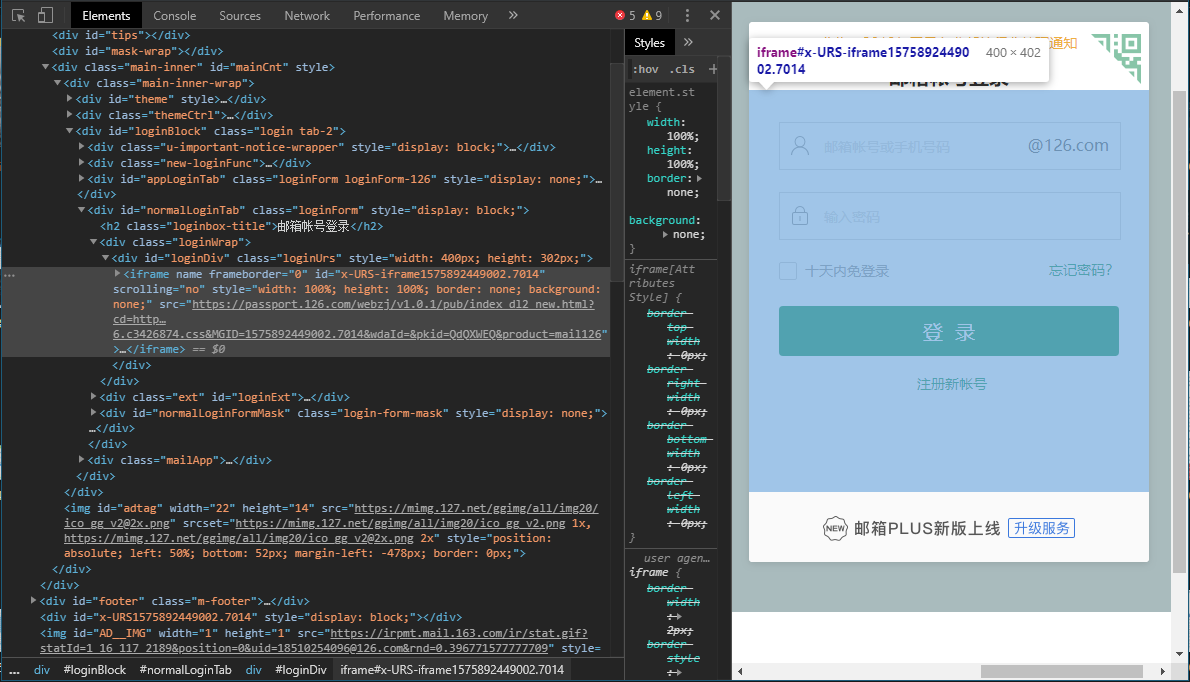 Elements Console Sources Network Performance Memory » 5 9
<div id="tips"></div>
<div id="mask-wrap"></div>
<div class="main-inner" id="mainCnt" style>
<div class="main-inner-wrap">
<div id="theme" style>…</div>
<div class="themeCtrl">…</div>
<div id="loginBlock" class="login tab-2">
<div class="u-important-notice-wrapper" style="display: block;">…</div>
<div class="new-loginFunc">…</div>
<div id="appLoginTab" class="loginForm loginForm-126" style="display: none;">…
</div>
<div id="normalLoginTab" class="loginForm" style="display: block;">
<h2 class="loginbox-title">邮箱帐号登录</h2>
<div class="loginWrap">
<div id="loginDiv" class="loginUrs" style="width: 400px; height: 302px;">
<iframe name frameborder="0" id="x-URS-iframe1575892449002.7014"
scrolling="no" style="width: 100%; height: 100%; border: none; background:
none;" src="https://passport.126.com/webzj/v1.0.1/pub/index_dl2_new.html?
cd=http…
6.c3426874.css&MGID=1575892449002.7014&wdaId=&pkid=QdQXWEQ&product=mail126"
>…</iframe> == $0
</div>
</div>
<div class="ext" id="loginExt">…</div>
<div id="normalLoginFormMask" class="login-form-mask" style="display: none;">
…</div>
</div>
<div class="mailApp">…</div>
</div>
</div>
<img id="adtag" width="22" height="14" src="https://mimg.127.net/ggimg/all/img20/
ico_gg_v2@2x.png" srcset="https://mimg.127.net/ggimg/all/img20/ico_gg_v2.png 1x,
https://mimg.127.net/ggimg/all/img20/ico_gg_v2@2x.png 2x" style="position:
absolute; left: 50%; bottom: 52px; margin-left: -478px; border: 0px;">
</div>
</div>
<div id="footer" class="m-footer">…</div>
<div id="x-URS1575892449002.7014" style="display: block;"></div>
<img id="AD__IMG" width="1" height="1" src="https://irpmt.mail.163.com/ir/stat.gif?
statId=1_16_117_2189&position=0&uid=18510254096@126.com&rnd=0.396771577777709" style=
... div #loginBlock #normalLoginTab div #loginDiv iframe#x-URS-iframe1575892449002.7014
Styles »
:hov .cls +
element.st
yle {
width:
100%;
height:
100%;
border:
none;
background:
none;
}
iframe[Att
ributes
Style] {
border-
top-
width
: 0px;
border-
right-
width
: 0px;
border-
bottom-
width
: 0px;
border-
left-
width
: 0px;
}
user agen…
iframe {
border-
width
:
2px;
border-
style
:
通知
iframe#x-URS-iframe15758924490
02.7014 400 × 402
邮箱帐号登录
邮箱帐号或手机号码 @126.com
输入密码
十天内免登录 忘记密码?
登 录
注册新帐号
NEW 邮箱PLUS新版上线 升级服务